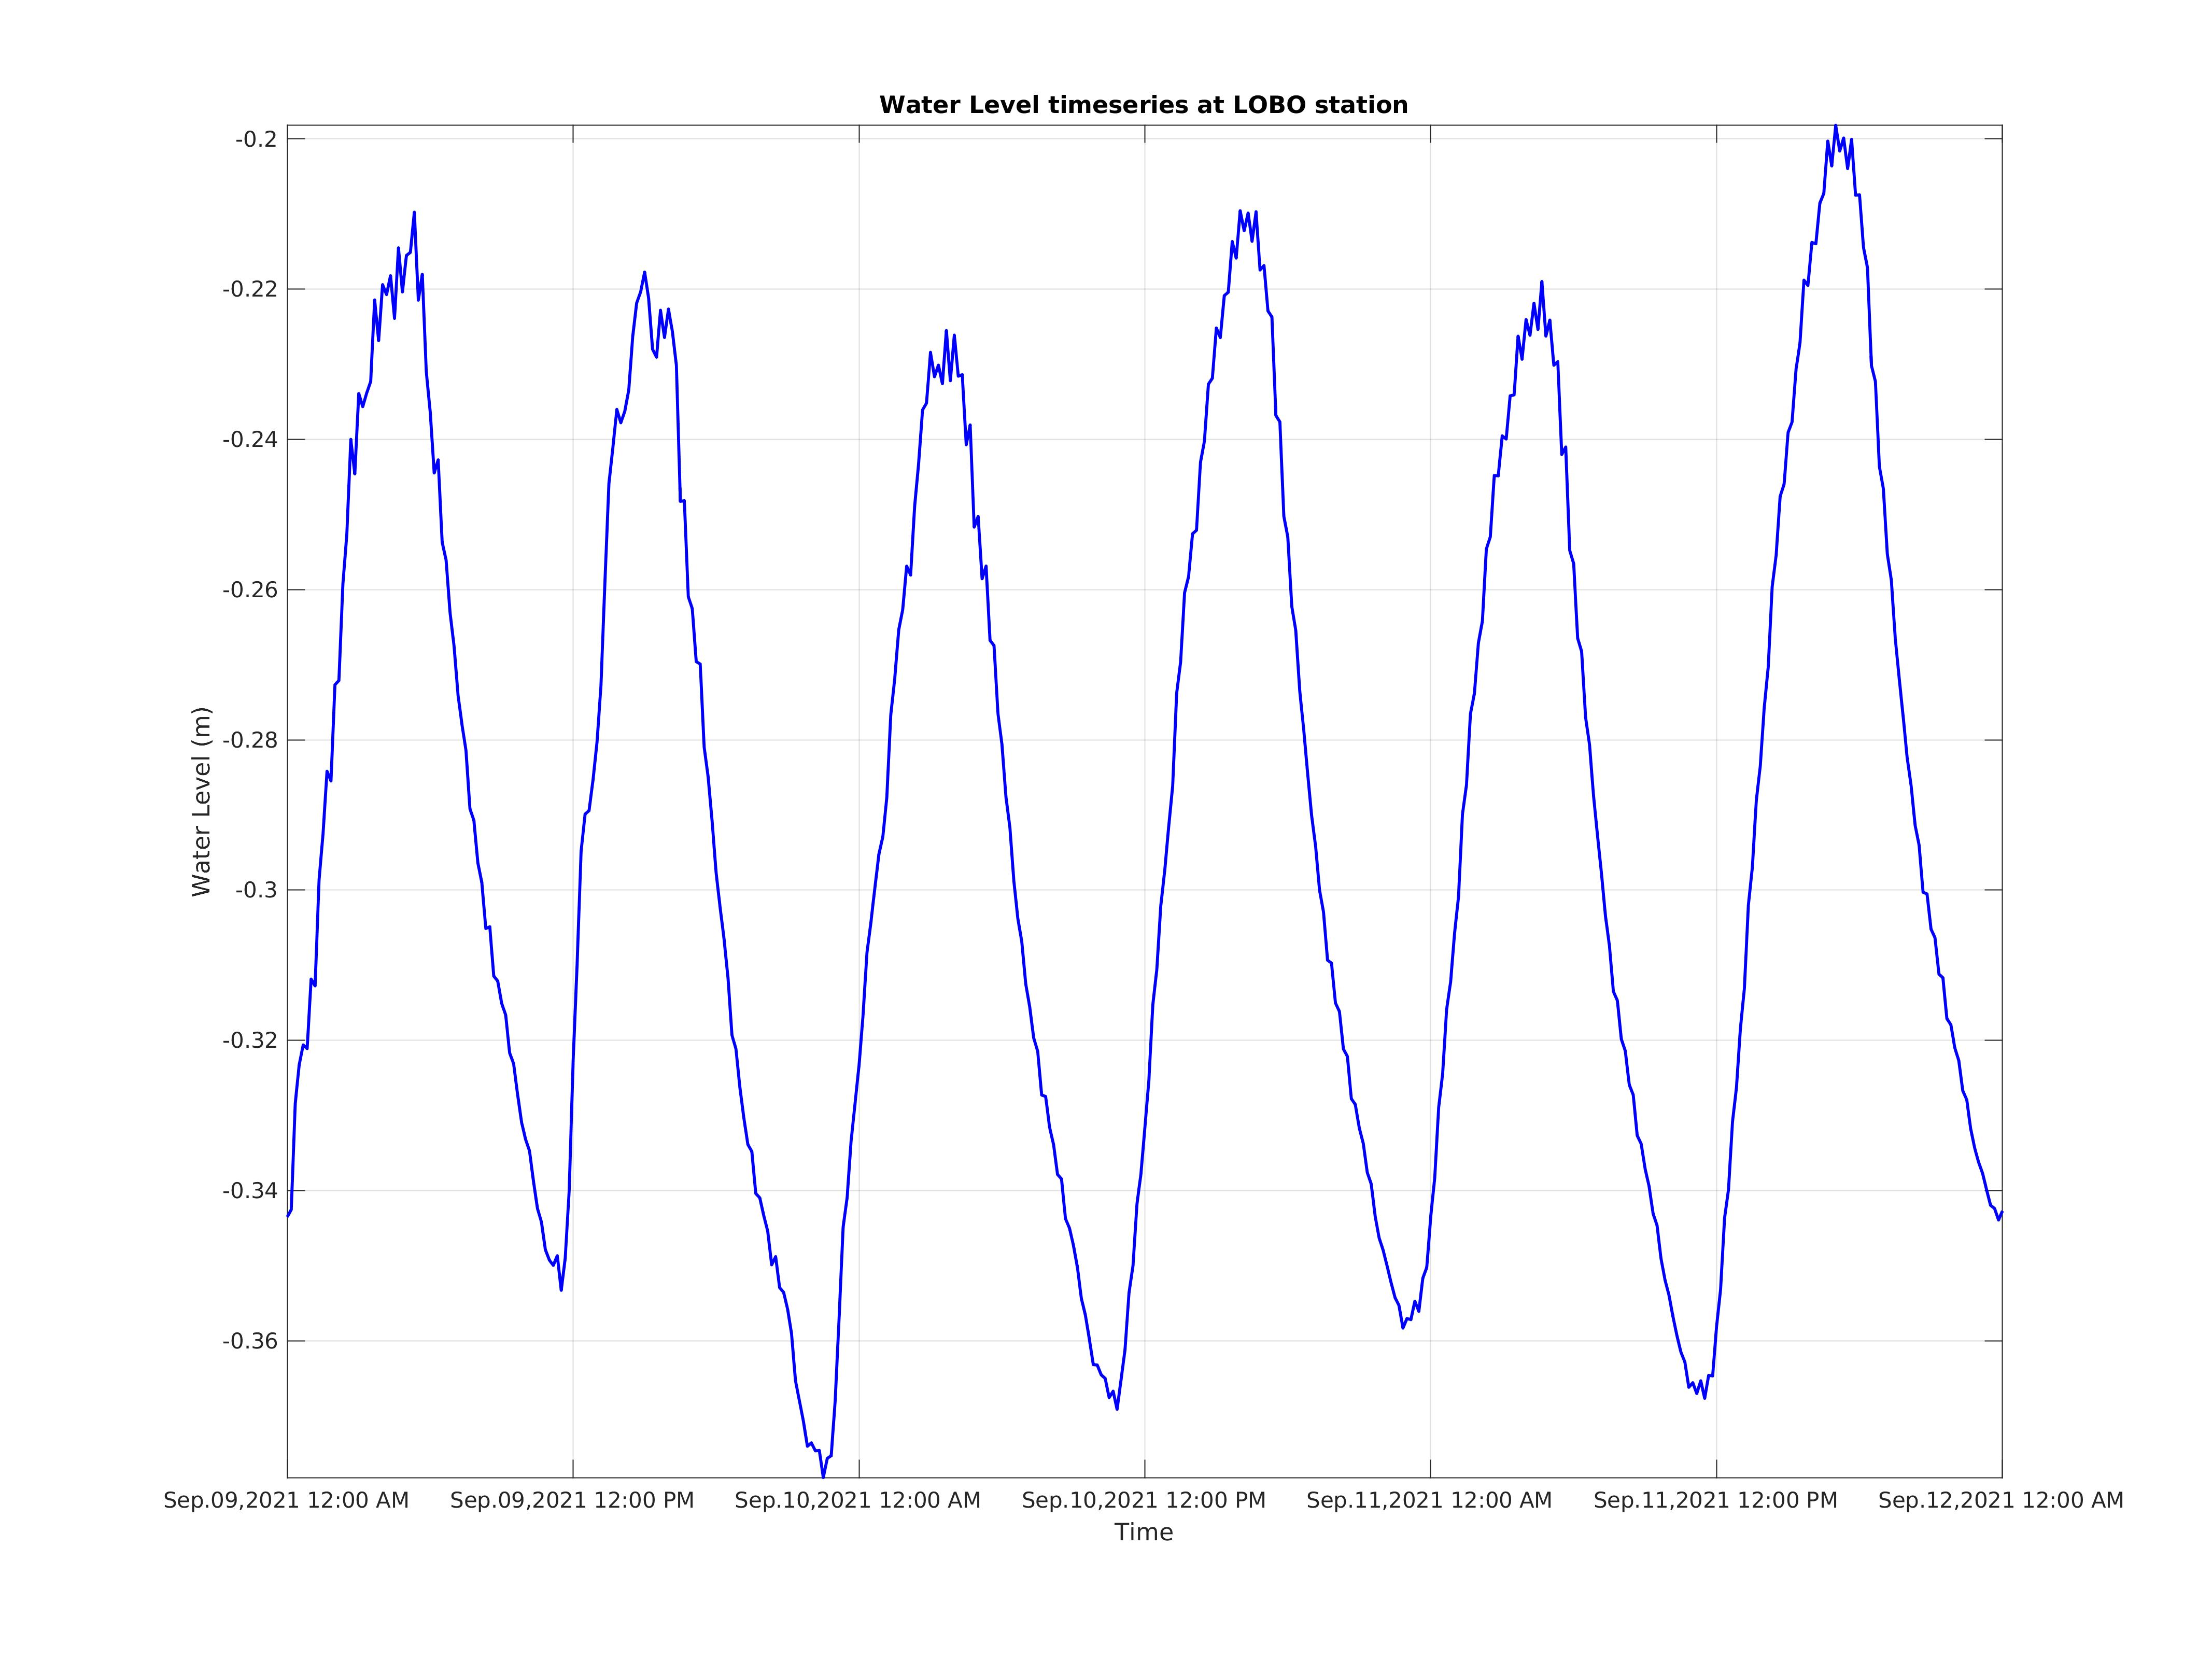 Water Level timeseries at LOBO station
-0.2
-0.22
-0.24
-0.26
-0.28
-0.3
-0.32
-0.34
-0.36
Water Level (m)
Sep.09,2021 12:00 AM Sep.09,2021 12:00 PM Sep.10,2021 12:00 AM Sep.10,2021 12:00 PM Sep.11,2021 12:00 AM Sep.11,2021 12:00 PM Sep.12,2021 12:00 AM
Time